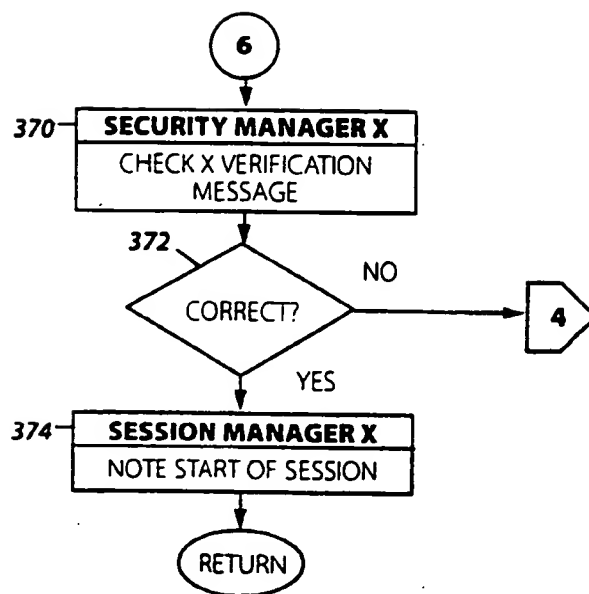 6
370
SECURITY MANAGER X
CHECK X VERIFICATION
MESSAGE
372
NO
CORRECT?
4
YES
374
SESSION MANAGER X
NOTE START OF SESSION
RETURN